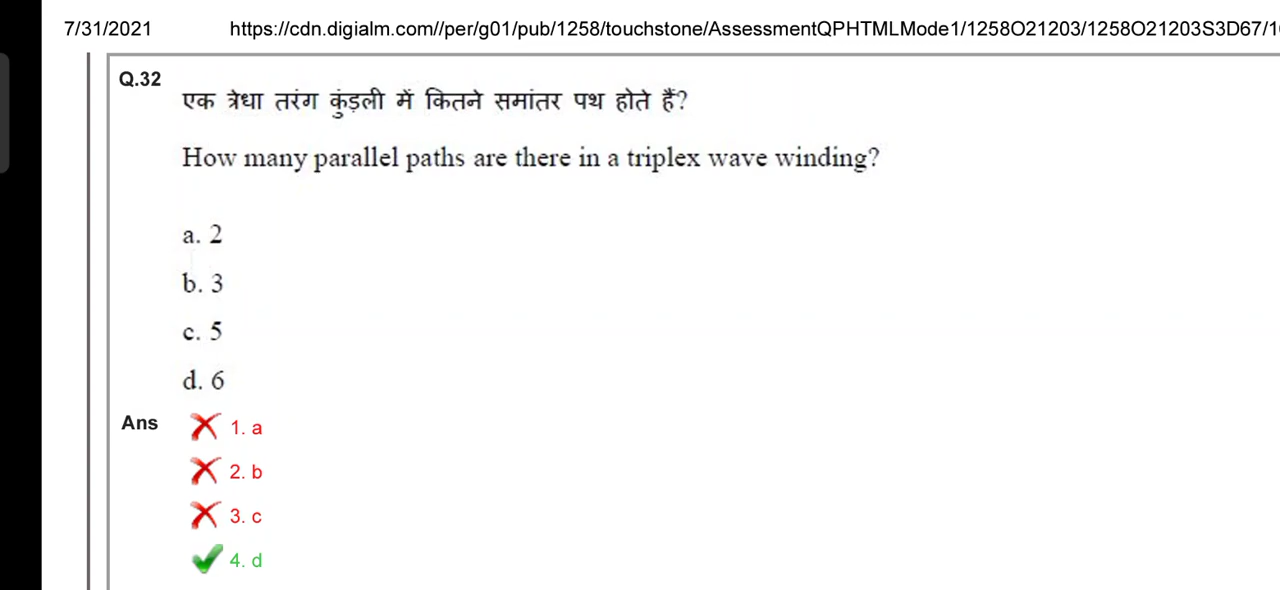 7/31/2021 https://cdn.digialm.com//per/g01/pub/1258/touchstone/AssessmentQPHTMLMode1/1258O21203/1258O21203S3D67/1
Q.32
एक त्रेधा तरंग कुंडली में कितने समांतर पथ होते हैं?
How many parallel paths are there in a triplex wave winding?
a. 2
b. 3
c. 5
d. 6
Ans 1. a
2. b
3. c
4. d